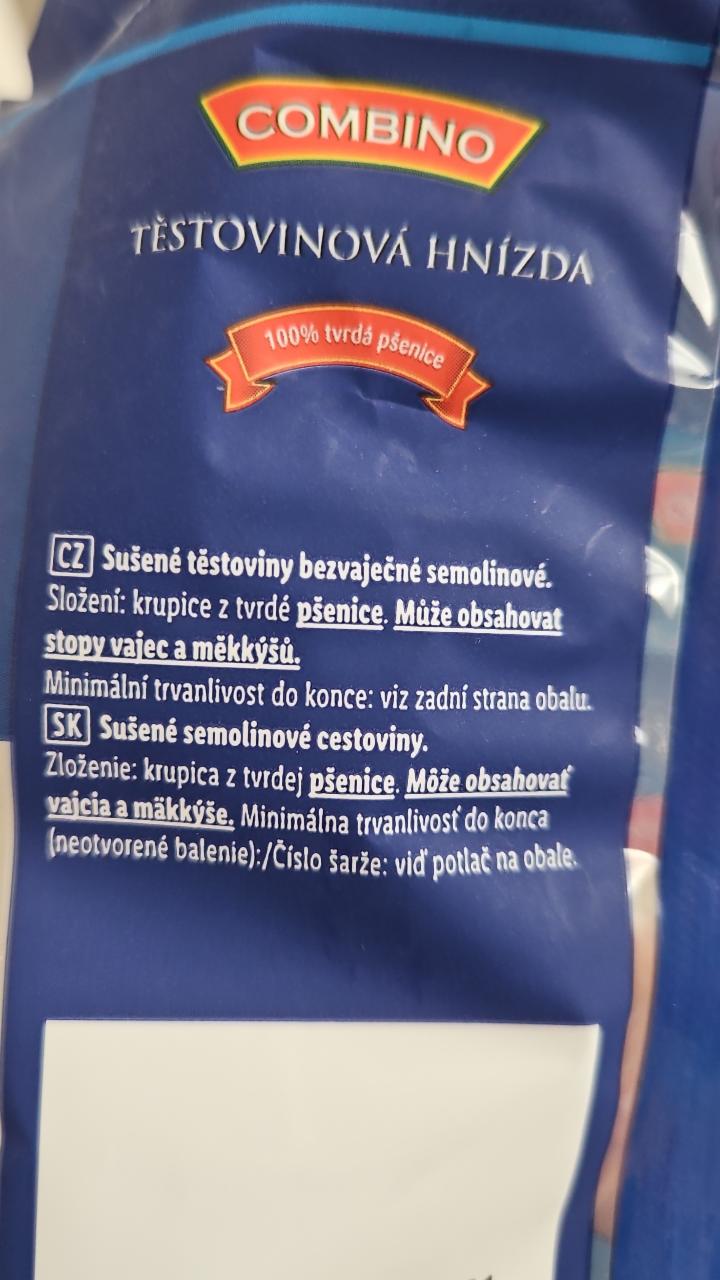 COMBINO
TĚSTOVINOVÁ HNÍZDA
100% tvrdá pšenice
CZ Sušené těstoviny bezvaječné semolinové.
Složení: krupice z tvrdé pšenice. Může obsahovat
stopy vajec a měkkýšů.
Minimální trvanlivost do konce: viz zadní strana obalu.
SK Sušené semolinové cestoviny.
Zloženie: krupica z tvrdej pšenice. Môže obsahovať
vajcia a mäkkýše. Minimálna trvanlivosť do konca
(neotvorené balenie):/Číslo šarže: viď potlač na obale.